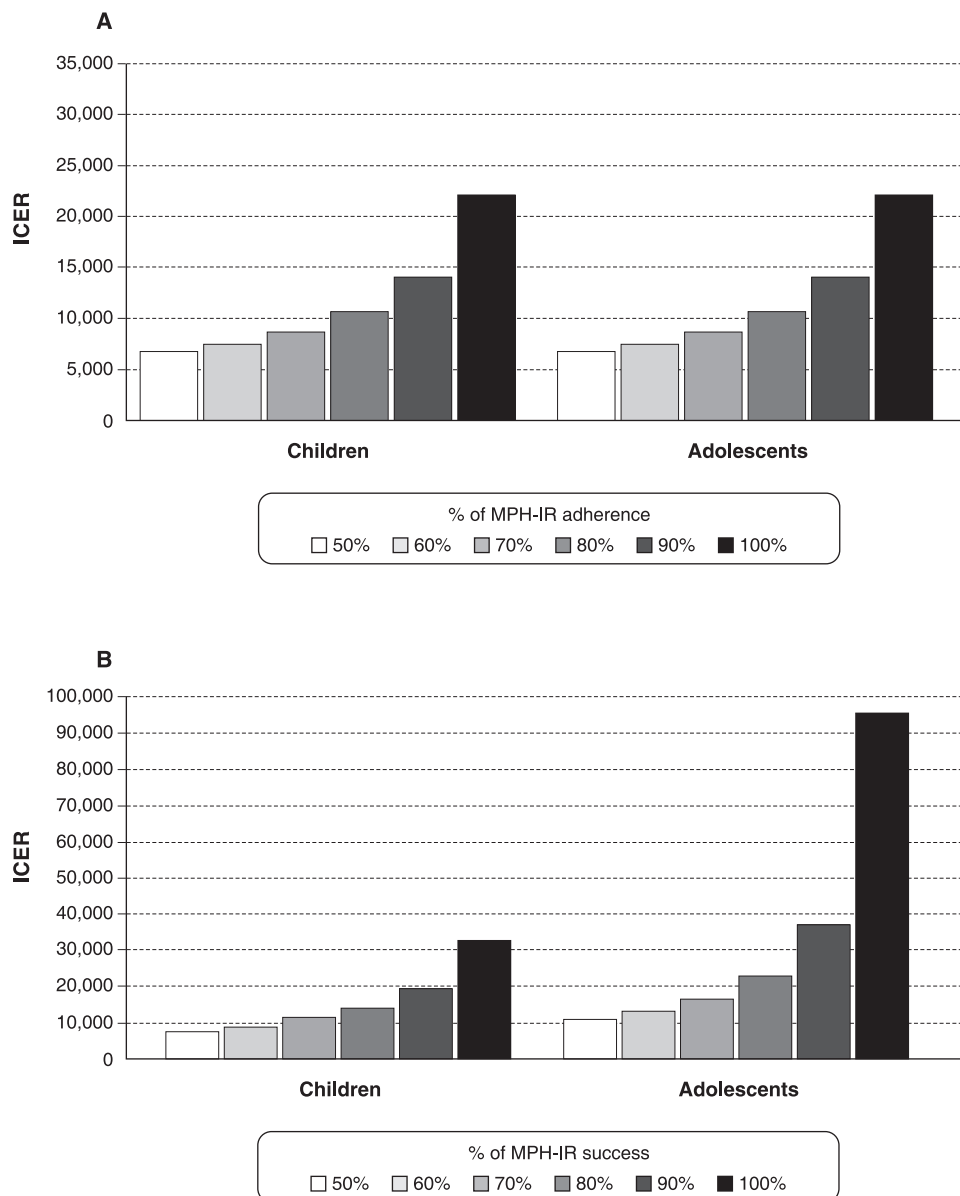 A
35,000
30,000
25,000
20,000
15,000
10,000
5,000
0
ICER
Children Adolescents
% of MPH-IR adherence
50% 60% 70% 80% 90% 100%
B
100,000
90,000
80,000
70,000
60,000
50,000
40,000
30,000
20,000
10,000
0
ICER
Children Adolescents
% of MPH-IR success
50% 60% 70% 80% 90% 100%